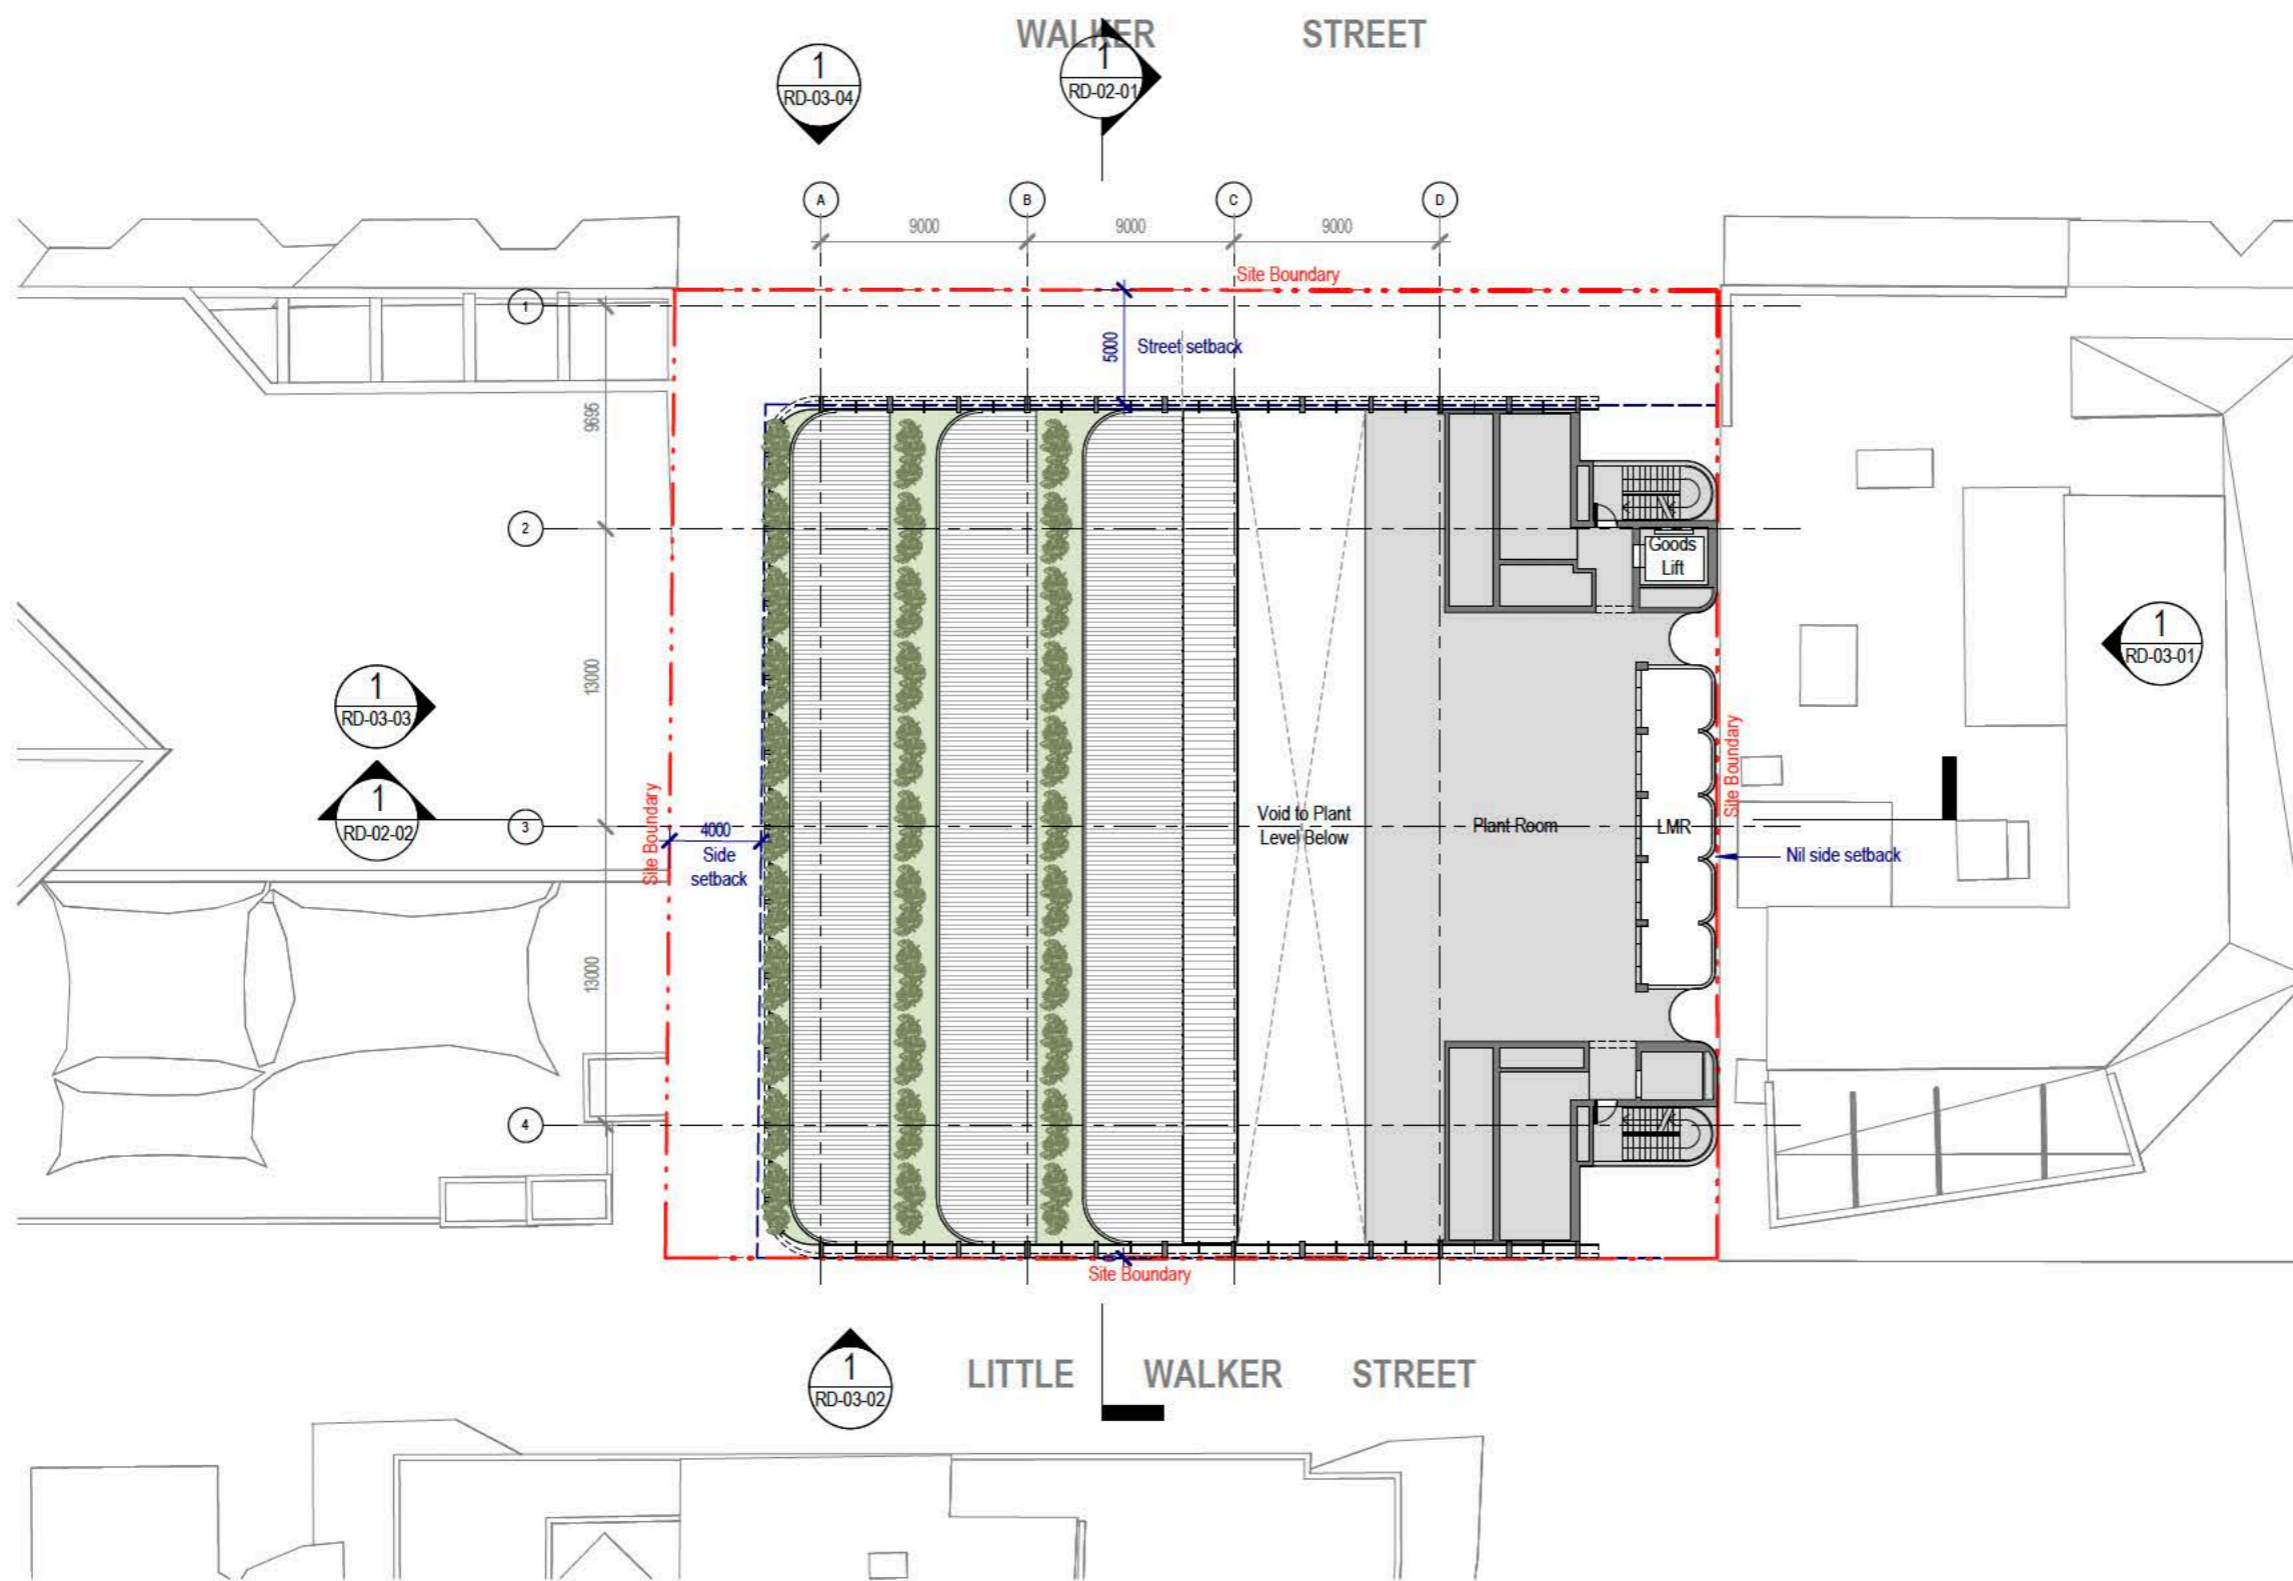 WALKER STREET
1
RD-03-04
1
RD-02-01
A
B
C
D
9000
9000
9000
Site Boundary
1
5000
Street setback
9695
2
Goods
Lift
13000
1
RD-03-01
1
RD-03-03
Site Boundary
1
RD-02-02
3
Site Boundary
4000
Side
setback
Void to Plant
Level Below
Plant Room
LMR
Nil side setback
13000
4
Site Boundary
1
RD-03-02
LITTLE WALKER STREET